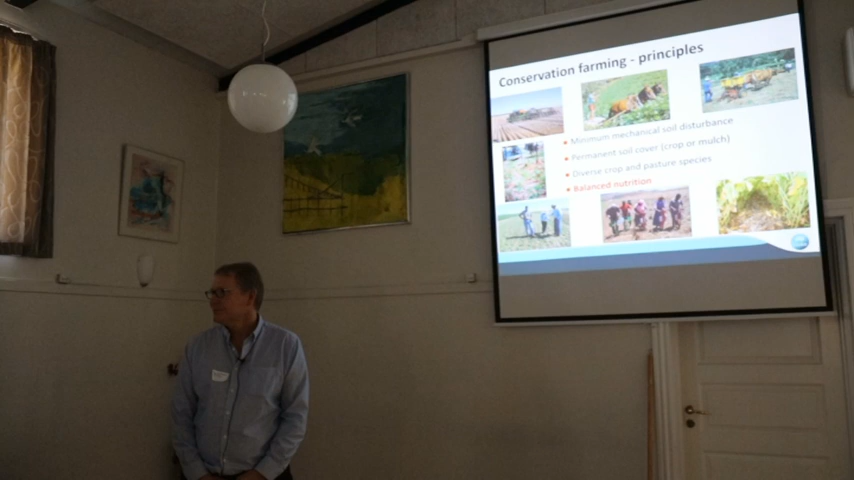 Conservation farming - principles
Minimum mechanical soil disturbance
Permanent soil cover (crop or mulch)
Diverse crop and pasture species
Balanced nutrition